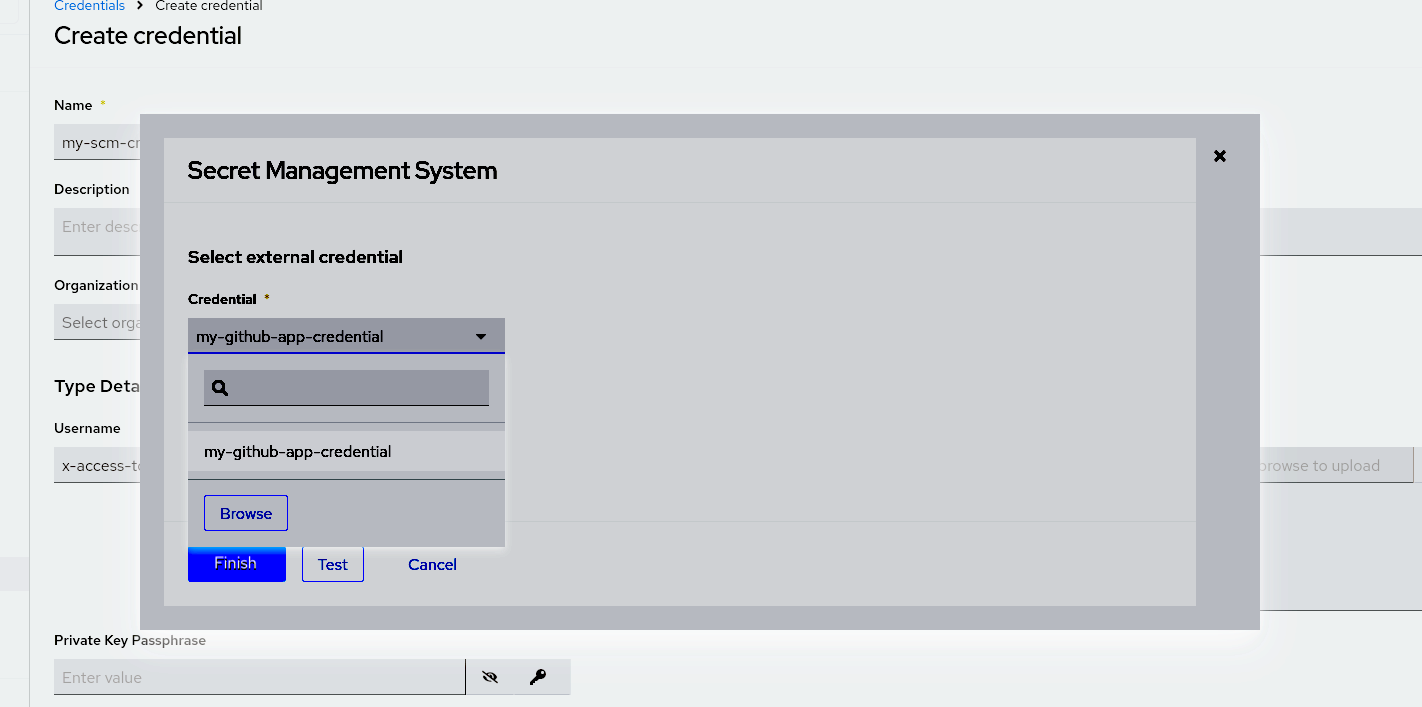 Credentials > Create credential
Create credential
Name *
my-scm-cr
Description
Enter desc
Organization
Select orga
Type Deta
Username
x-access-to
browse to upload
Secret Management System
Select external credential
Credential *
my-github-app-credential
my-github-app-credential
Browse
Finish
Test
Cancel
Private Key Passphrase
Enter value